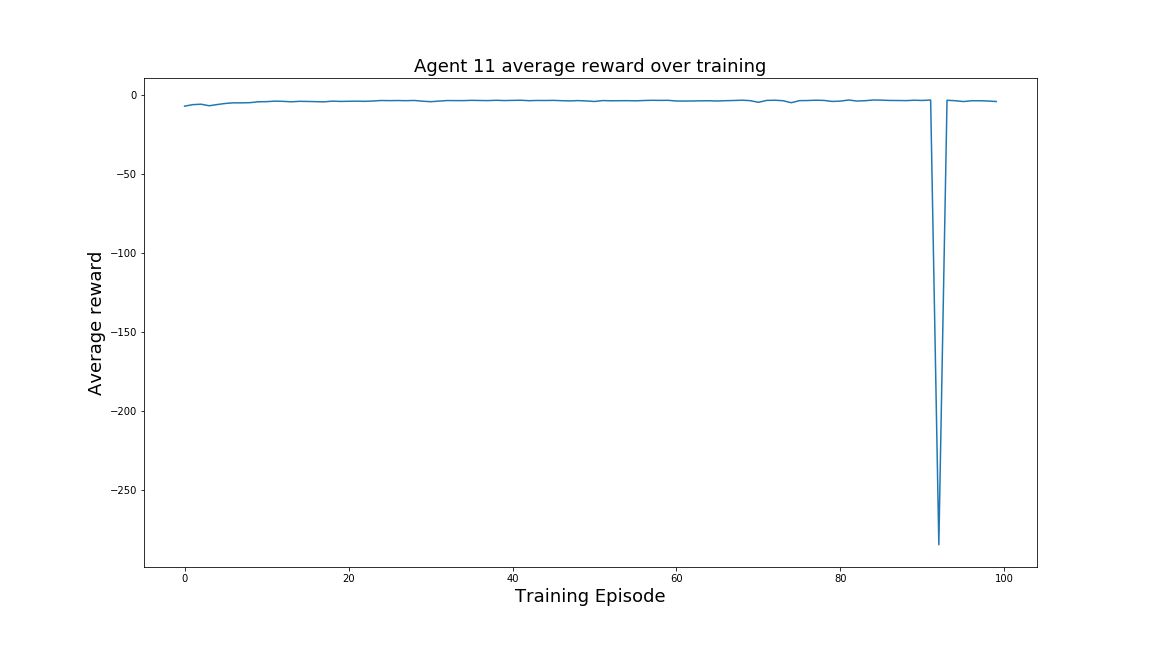 Agent 11 average reward over training
0
−50
−100
−150
−200
−250
Average reward
0 20 40 60 80 100
Training Episode